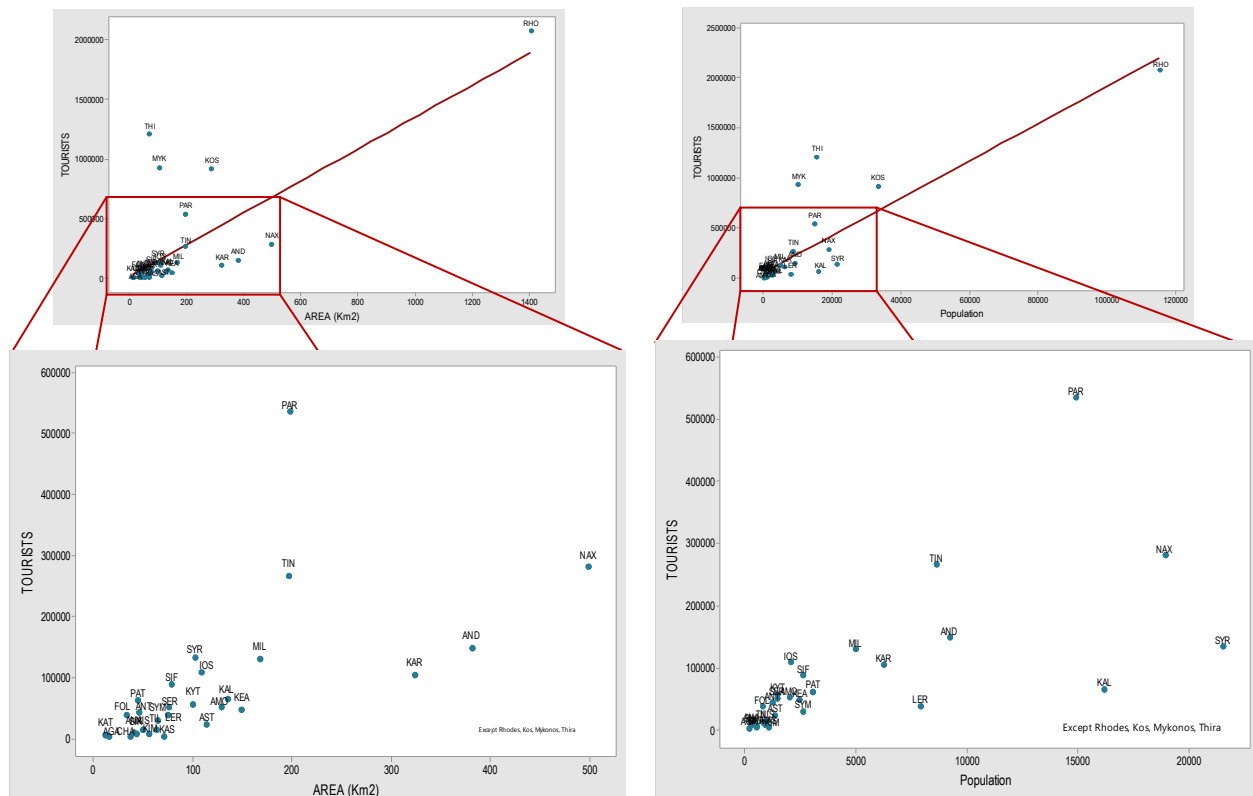 2000000
1500000
1000000
500000
0
TOURISTS
RHO
THI
MYK
KOS
PAR
TIN
NAX
AND
KAR
SYR
MIL
0
200
400
600
800
1000
1200
1400
AREA (Km2)
2500000
2000000
1500000
1000000
500000
0
TOURISTS
RHO
THI
MYK
KOS
PAR
TIN
NAX
SYR
KAL
MIL
LER
0
20000
40000
60000
80000
100000
120000
Population
600000
500000
400000
300000
200000
100000
0
TOURISTS
PAR
NAX
TIN
AND
KAR
SYR
MIL
IOS
SIF
KYT
KAL
KEA
AMO
PAT
SER
FOL
ANT
SYM
LER
AST
TIL
KAT
AGA
CHA
KIM
KAS
Except Rhodes, Kos, Mykonos, Thira
0
100
200
300
400
500
AREA (Km2)
600000
500000
400000
300000
200000
100000
0
TOURISTS
PAR
NAX
TIN
AND
SYR
MIL
KAR
IOS
SIF
KAL
PAT
KYT
AMO
KEA
LER
SYM
FOL
AST
Except Rhodes, Kos, Mykonos, Thira
0
5000
10000
15000
20000
Population